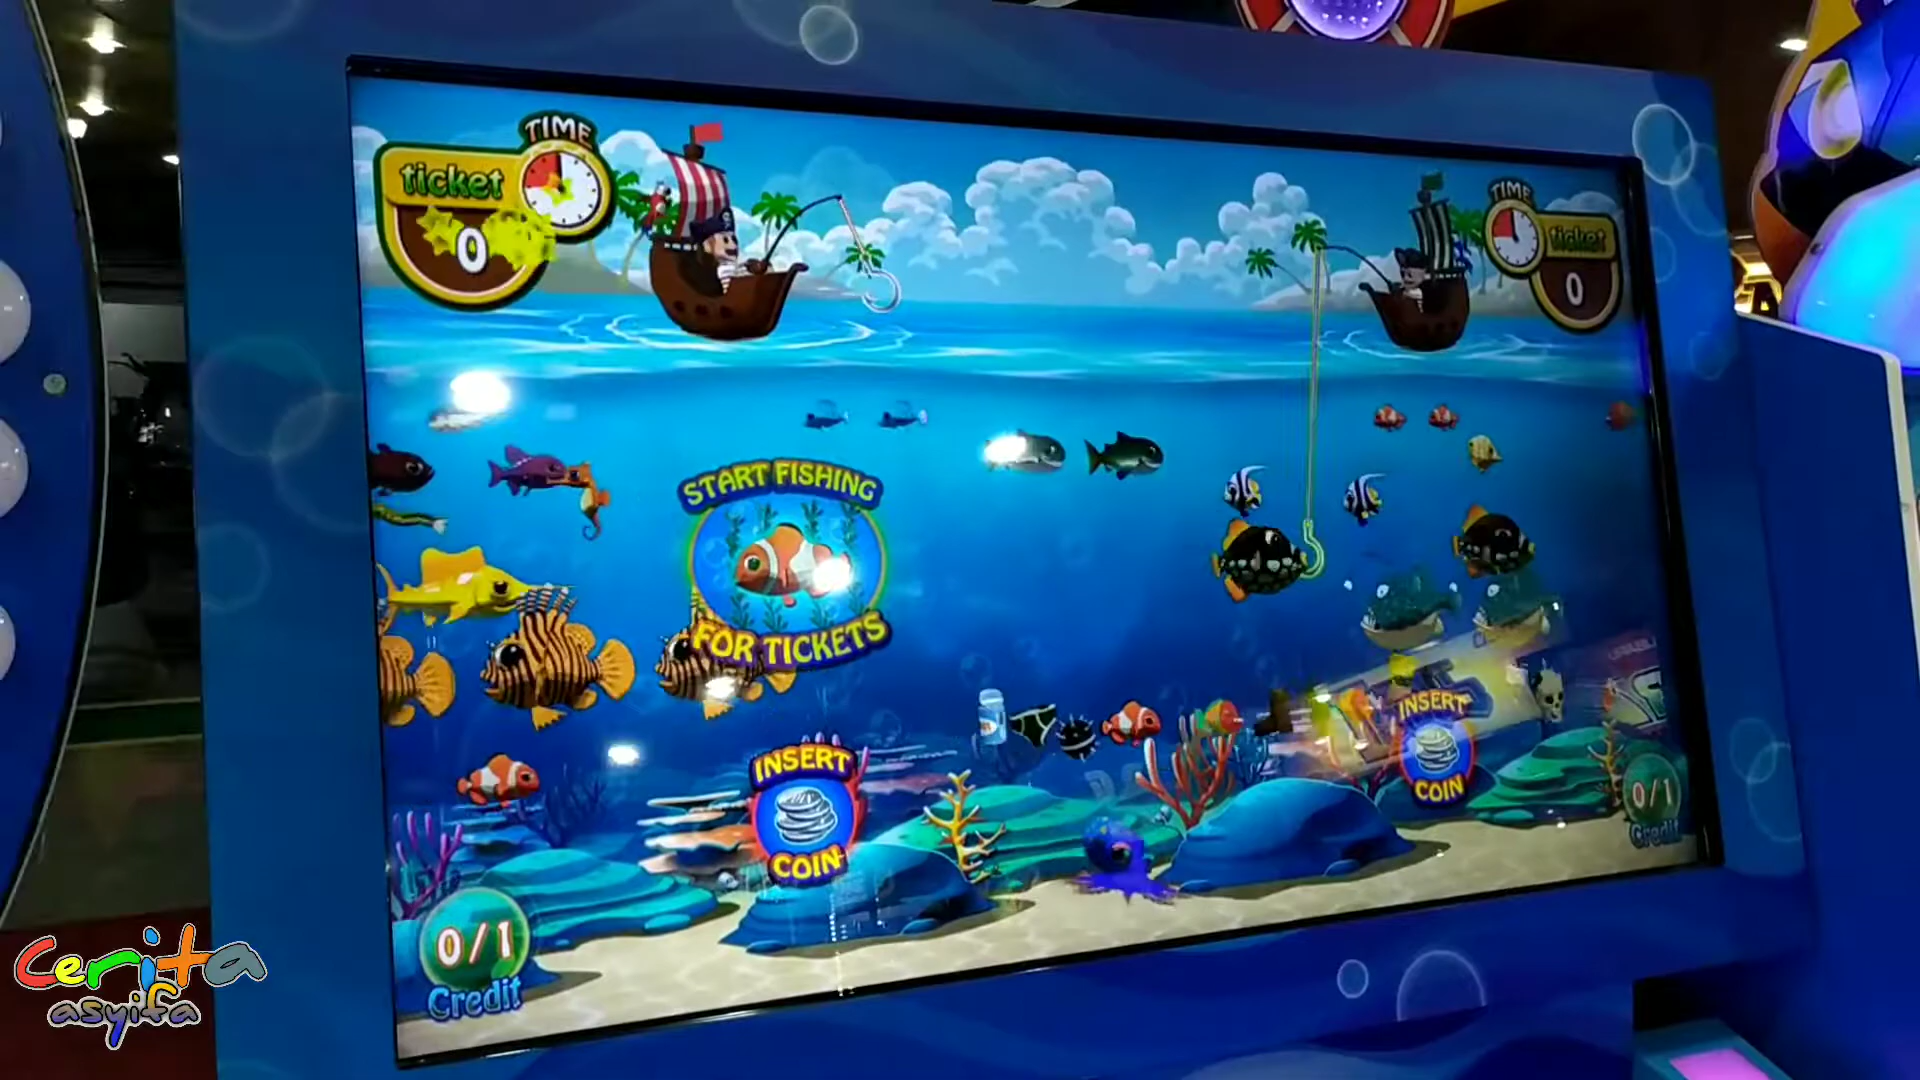 TIME
ticket
0
TIME
ticket
0
START FISHING
FOR TICKETS
INSERT
COIN
INSERT
COIN
0/1
Credit
0/1
Credit
Cerita
asyifa